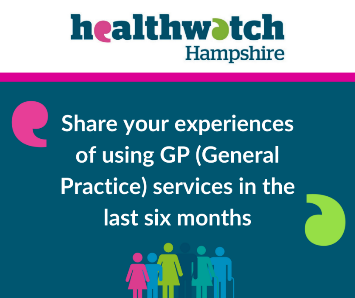 healthwatch
Hampshire
Share your experiences
of using GP (General
Practice) services in the
last six months